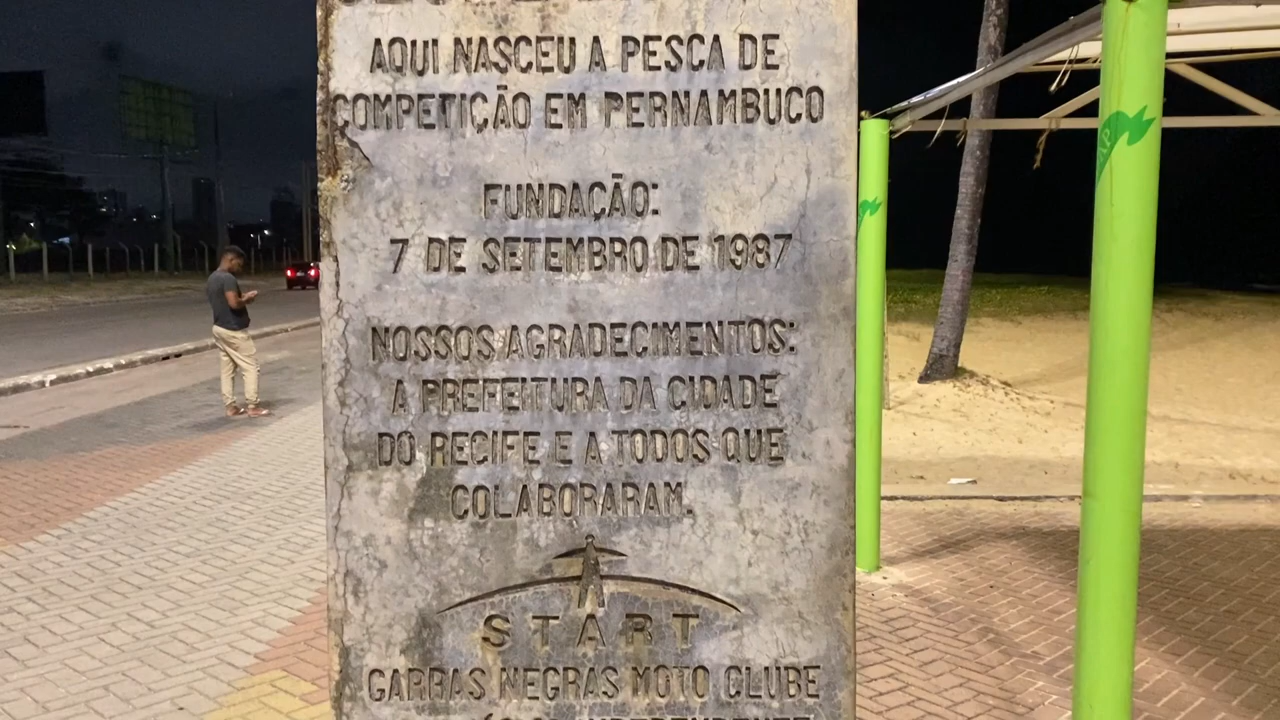 AQUI NASCEU A PESCA DE
COMPETIÇÃO EM PERNAMBUCO
FUNDAÇÃO:
7 DE SETEMBRO DE 1987
NOSSOS AGRADECIMENTOS:
A PREFEITURA DA CIDADE
DO RECIFE E A TODOS QUE
COLABORARAM.
START
GARRAS NEGRAS MOTO CLUBE